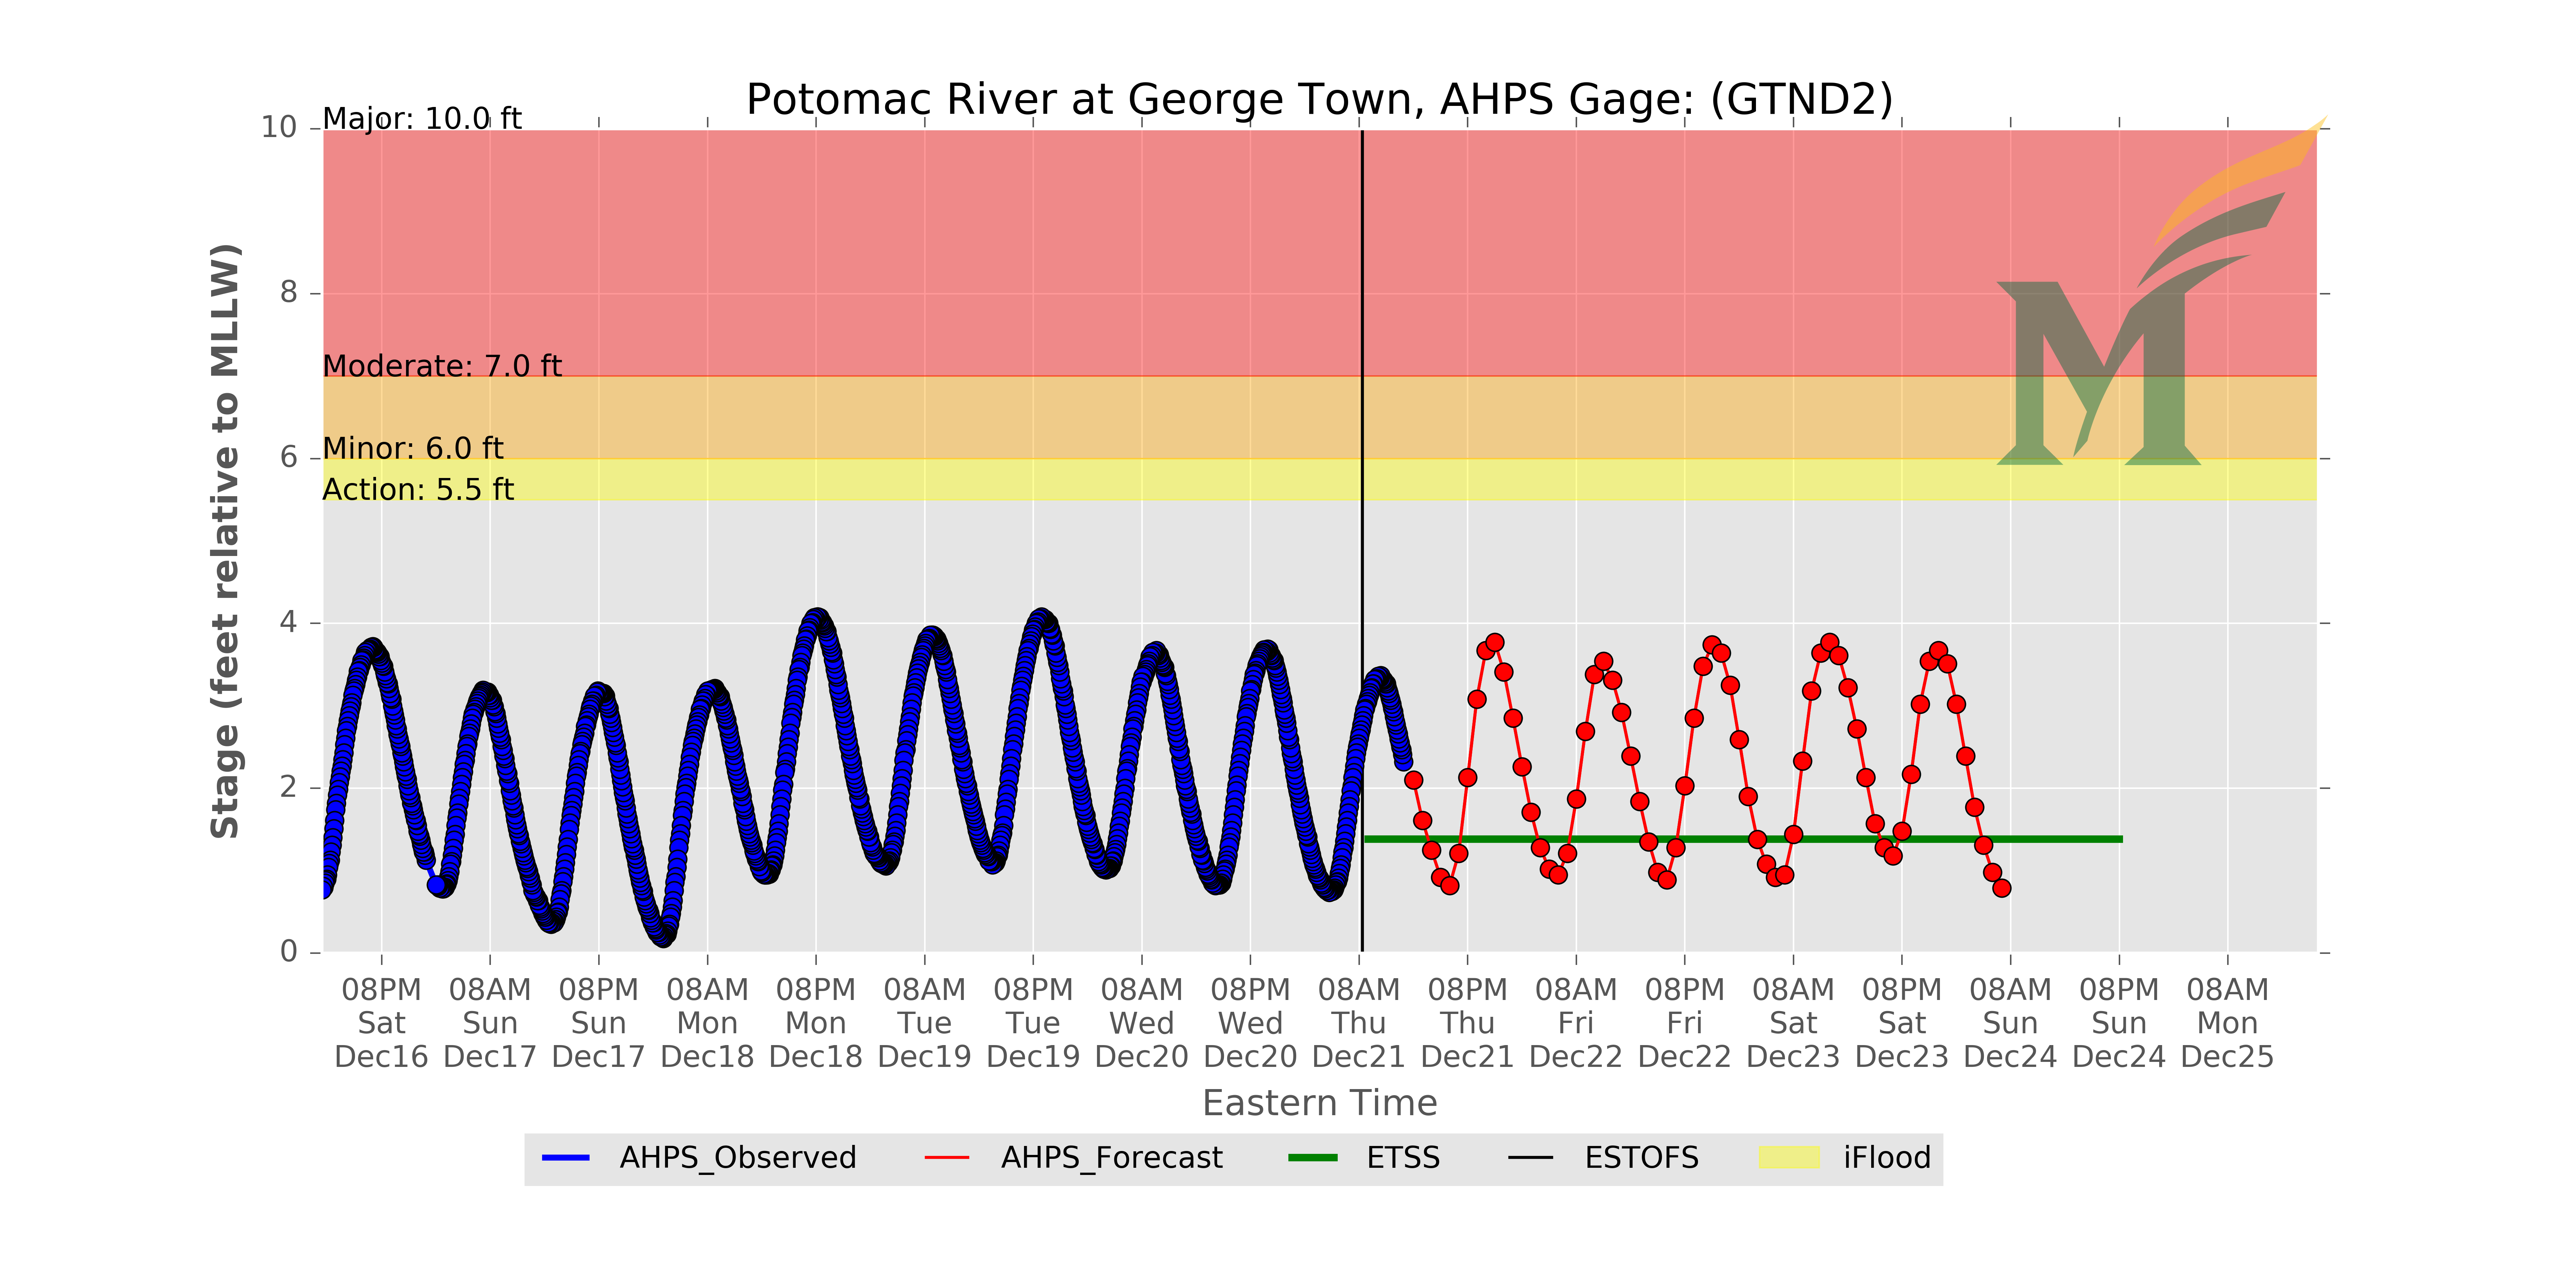 Potomac River at George Town, AHPS Gage: (GTND2)
Major: 10.0 ft
Moderate: 7.0 ft
Minor: 6.0 ft
Action: 5.5 ft
10
8
6
4
2
0
Stage (feet relative to MLLW)
08PM 08AM 08PM 08AM 08PM 08AM 08PM 08AM 08PM 08AM 08PM 08AM 08PM 08AM 08PM 08AM 08PM 08AM
Sat Sun Sun Mon Mon Tue Tue Wed Wed Thu Thu Fri Fri Sat Sat Sun Sun Mon
Dec16 Dec17 Dec17 Dec18 Dec18 Dec19 Dec19 Dec20 Dec20 Dec21 Dec21 Dec22 Dec22 Dec23 Dec23 Dec24 Dec24 Dec25
Eastern Time
AHPS_Observed AHPS_Forecast ETSS ESTOFS iFlood
M